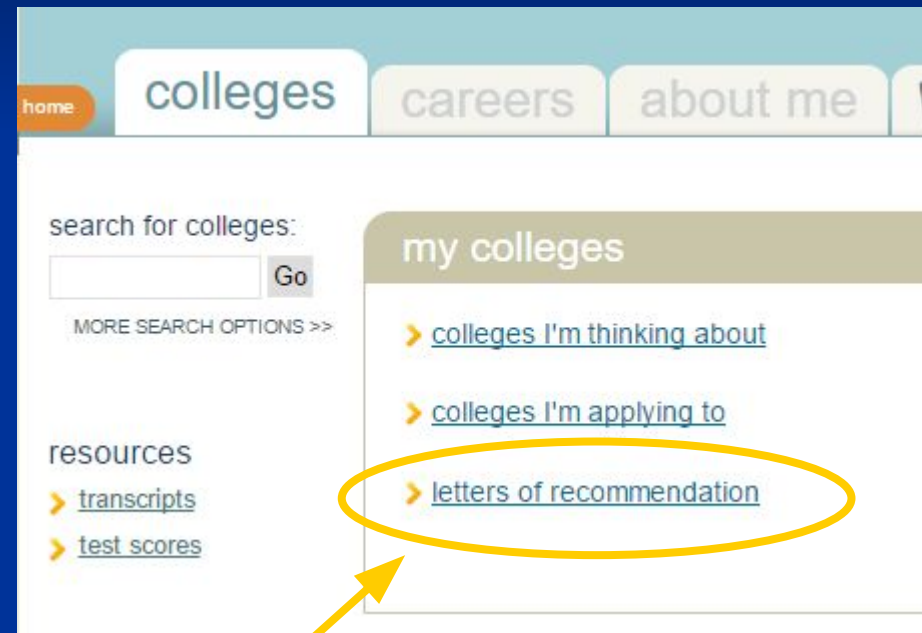 home
colleges
careers
about me
search for colleges:
Go
MORE SEARCH OPTIONS >>
resources
transcripts
test scores
my colleges
colleges I'm thinking about
colleges I'm applying to
letters of recommendation